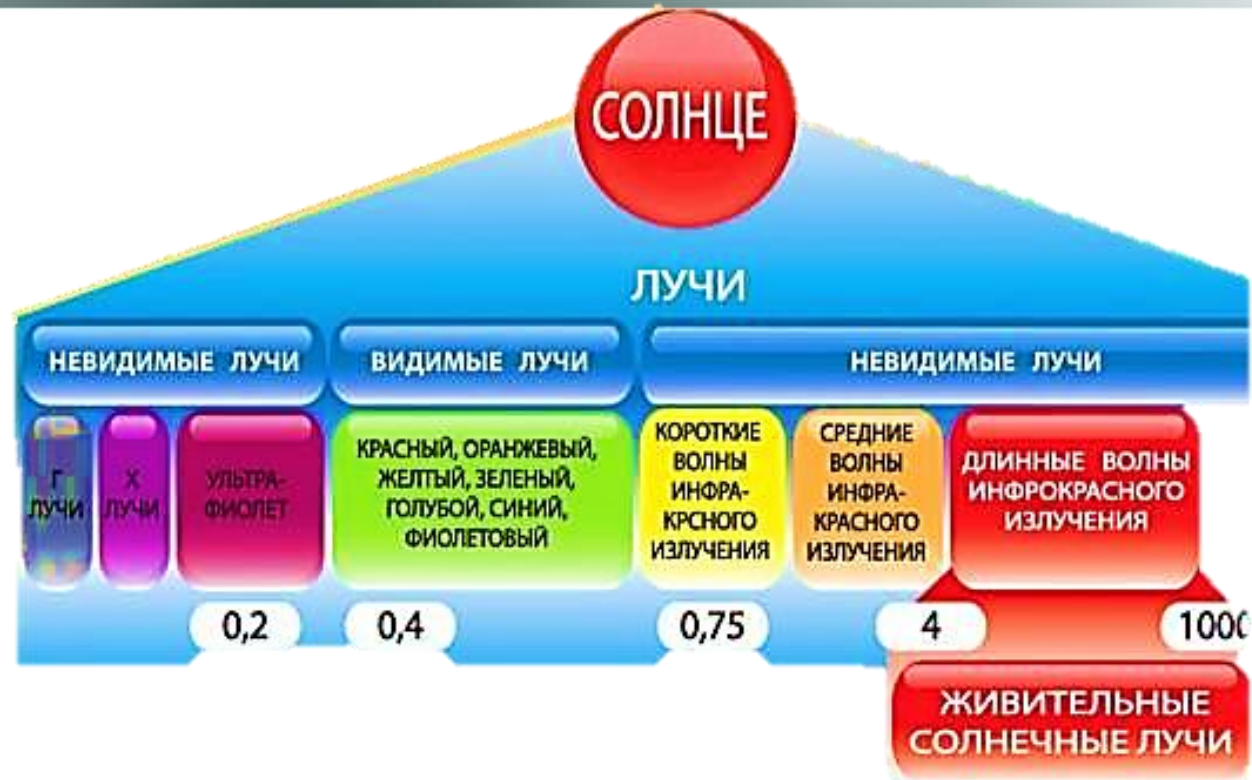 СОЛНЦЕ
ЛУЧИ
НЕВИДИМЫЕ ЛУЧИ
ВИДИМЫЕ ЛУЧИ
НЕВИДИМЫЕ ЛУЧИ
Г
ЛУЧИ
Х
ЛУЧИ
УЛЬТРА-
ФИОЛЕТ
КРАСНЫЙ, ОРАНЖЕВЫЙ,
ЖЕЛТЫЙ, ЗЕЛЕНЫЙ,
ГОЛУБОЙ, СИНИЙ,
ФИОЛЕТОВЫЙ
КОРОТКИЕ
ВОЛНЫ
ИНФРА-
КРСНОГО
ИЗЛУЧЕНИЯ
СРЕДНИЕ
ВОЛНЫ
ИНФРА-
КРАСНОГО
ИЗЛУЧЕНИЯ
ДЛИННЫЕ ВОЛНЫ
ИНФРОКРАСНОГО
ИЗЛУЧЕНИЯ
0,2
0,4
0,75
4
1000
ЖИВИТЕЛЬНЫЕ
СОЛНЕЧНЫЕ ЛУЧИ